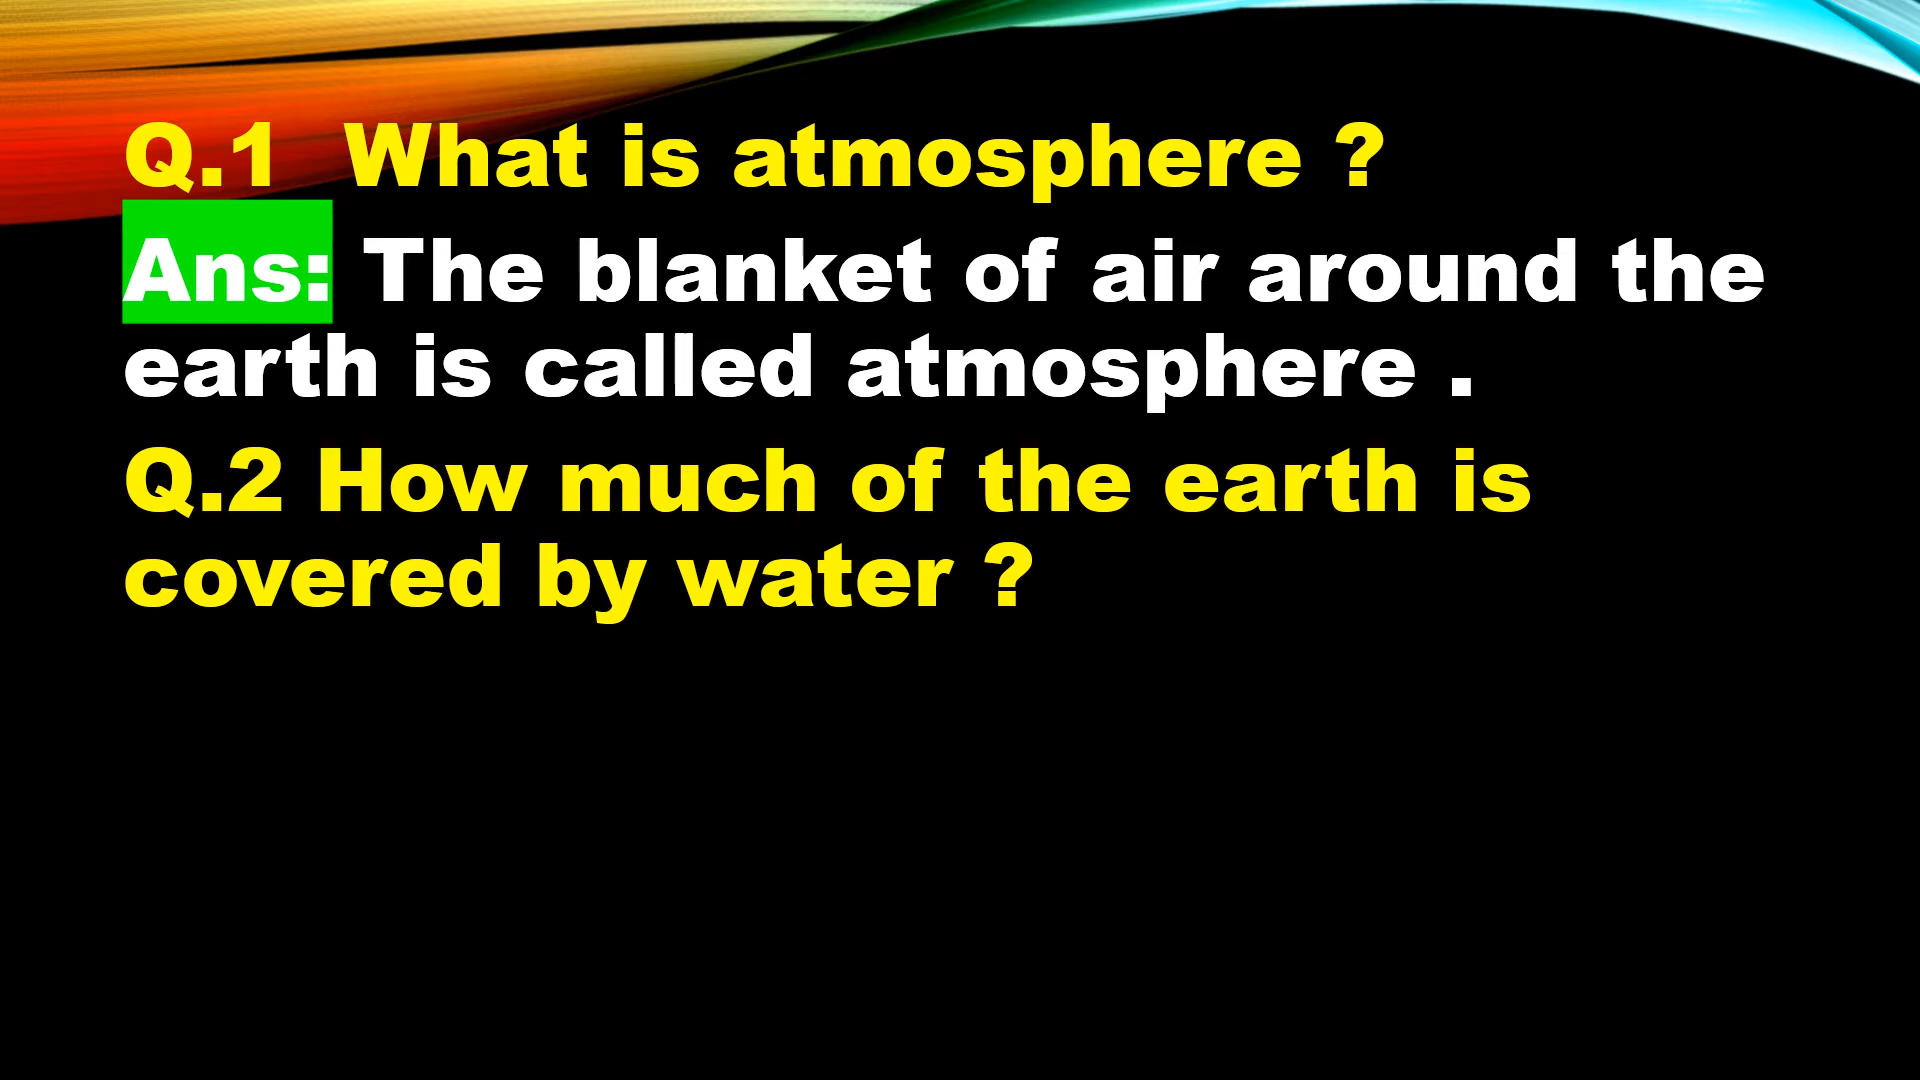 Q.1  What is atmosphere ?
Ans: The blanket of air around the
earth is called atmosphere .
Q.2 How much of the earth is
covered by water ?